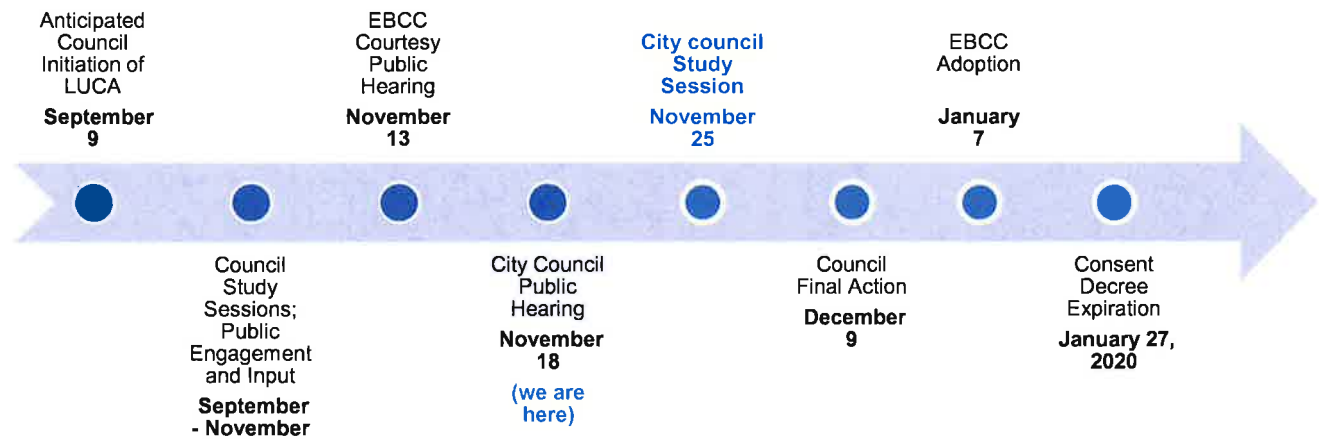 Anticipated
Council
Initiation of
LUCA
September
9
Council
Study
Sessions;
Public
Engagement
and Input
September
- November
EBCC
Courtesy
Public
Hearing
November
13
City Council
Public
Hearing
November
18
(we are
here)
City council
Study
Session
November
25
Council
Final Action
December
9
EBCC
Adoption
January
7
Consent
Decree
Expiration
January 27,
2020